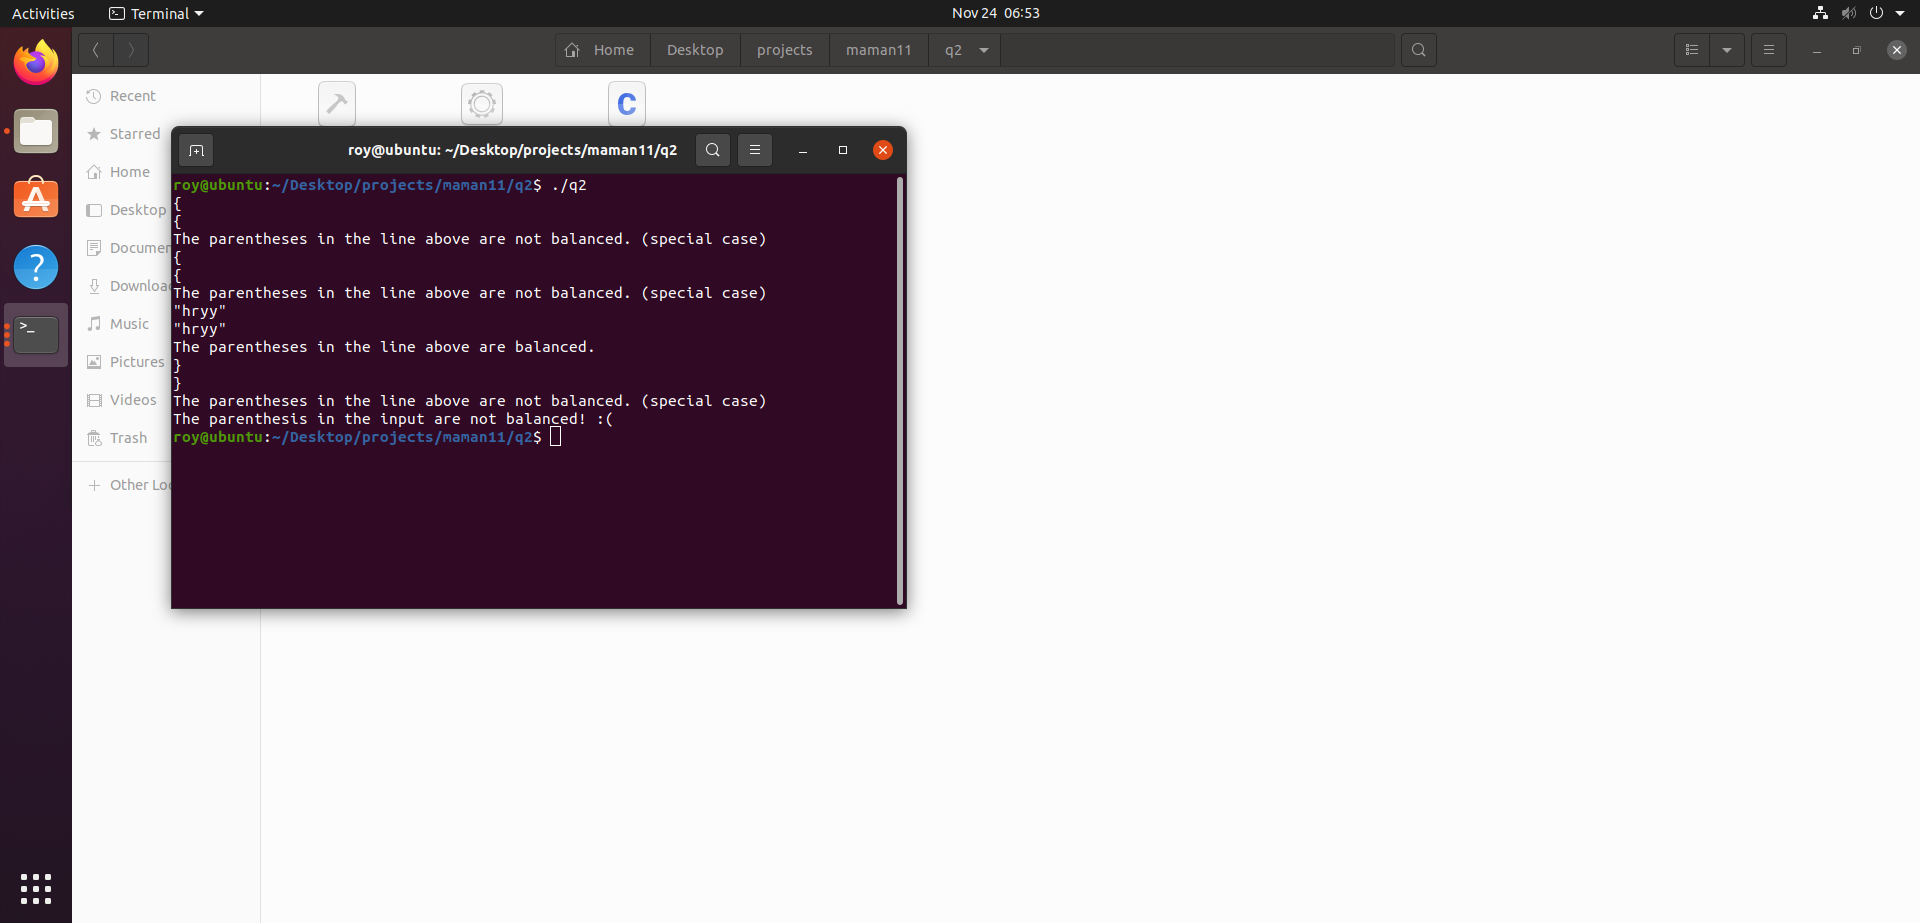 Activities
Terminal
Nov 24 06:53
Home
Desktop
projects
maman11
q2
Recent
Starred
Home
Desktop
Documen
Downloa
Music
Pictures
Videos
Trash
Other Loc
C
roy@ubuntu: ~/Desktop/projects/maman11/q2
roy@ubuntu:~/Desktop/projects/maman11/q2$ ./q2
{
{
The parentheses in the line above are not balanced. (special case)
{
{
The parentheses in the line above are not balanced. (special case)
"hryy"
"hryy"
The parentheses in the line above are balanced.
}
}
The parentheses in the line above are not balanced. (special case)
The parenthesis in the input are not balanced! :(
roy@ubuntu:~/Desktop/projects/maman11/q2$